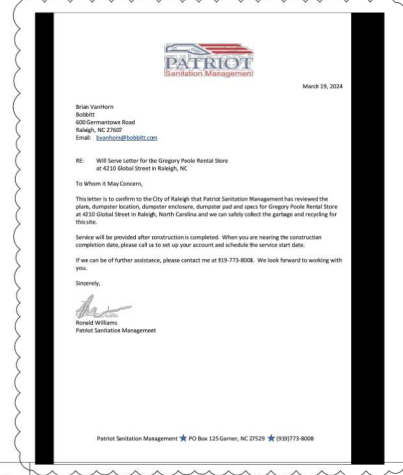 PATRIOT
Sanitation Management
March 19, 2024
Brian VanHorn
Bobbitt
600 Germantown Road
Raleigh, NC 27607
Email: bvanhorn@bobbitt.com
RE: Will Serve Letter for the Gregory Poole Rental Store
at 4210 Global Street in Raleigh, NC
To Whom it May Concern,
This letter is to confirm to the City of Raleigh that Patriot Sanitation Management has reviewed the
plans, dumpster location, dumpster enclosure, dumpster pad and specs for Gregory Poole Rental Store
at 4210 Global Street in Raleigh, North Carolina and we can safely collect the garbage and recycling for
this site.
Service will be provided after construction is completed. When you are nearing the construction
completion date, please call us to set up your account and schedule the service start date.
If we can be of further assistance, please contact me at 919-773-8008. We look forward to working with
you.
Sincerely,
Ronald Williams
Patriot Sanitation Management
Patriot Sanitation Management ★ PO Box 125 Garner, NC 27529 ★ (919)773-8008